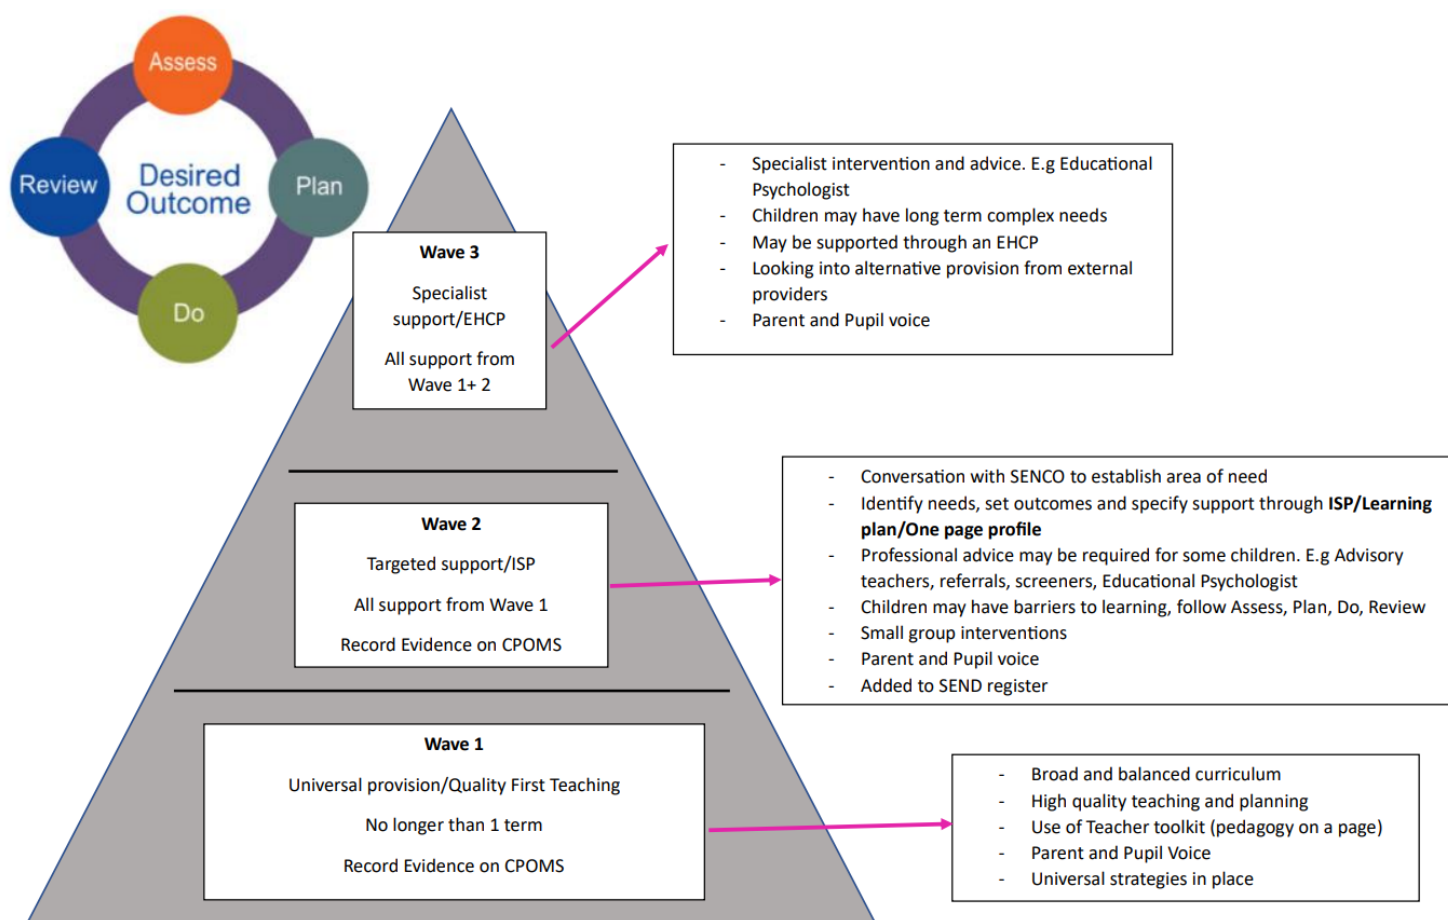 Assess
Review
Desired
Outcome
Plan
Do
Wave 3
Specialist
support/EHCP
All support from
Wave 1+ 2
- Specialist intervention and advice. E.g Educational
Psychologist
- Children may have long term complex needs
- May be supported through an EHCP
- Looking into alternative provision from external
providers
- Parent and Pupil voice
Wave 2
Targeted support/ISP
All support from Wave 1
Record Evidence on CPOMS
- Conversation with SENCO to establish area of need
- Identify needs, set outcomes and specify support through ISP/Learning
plan/One page profile
- Professional advice may be required for some children. E.g Advisory
teachers, referrals, screeners, Educational Psychologist
- Children may have barriers to learning, follow Assess, Plan, Do, Review
- Small group interventions
- Parent and Pupil voice
- Added to SEND register
Wave 1
Universal provision/Quality First Teaching
No longer than 1 term
Record Evidence on CPOMS
- Broad and balanced curriculum
- High quality teaching and planning
- Use of Teacher toolkit (pedagogy on a page)
- Parent and Pupil Voice
- Universal strategies in place